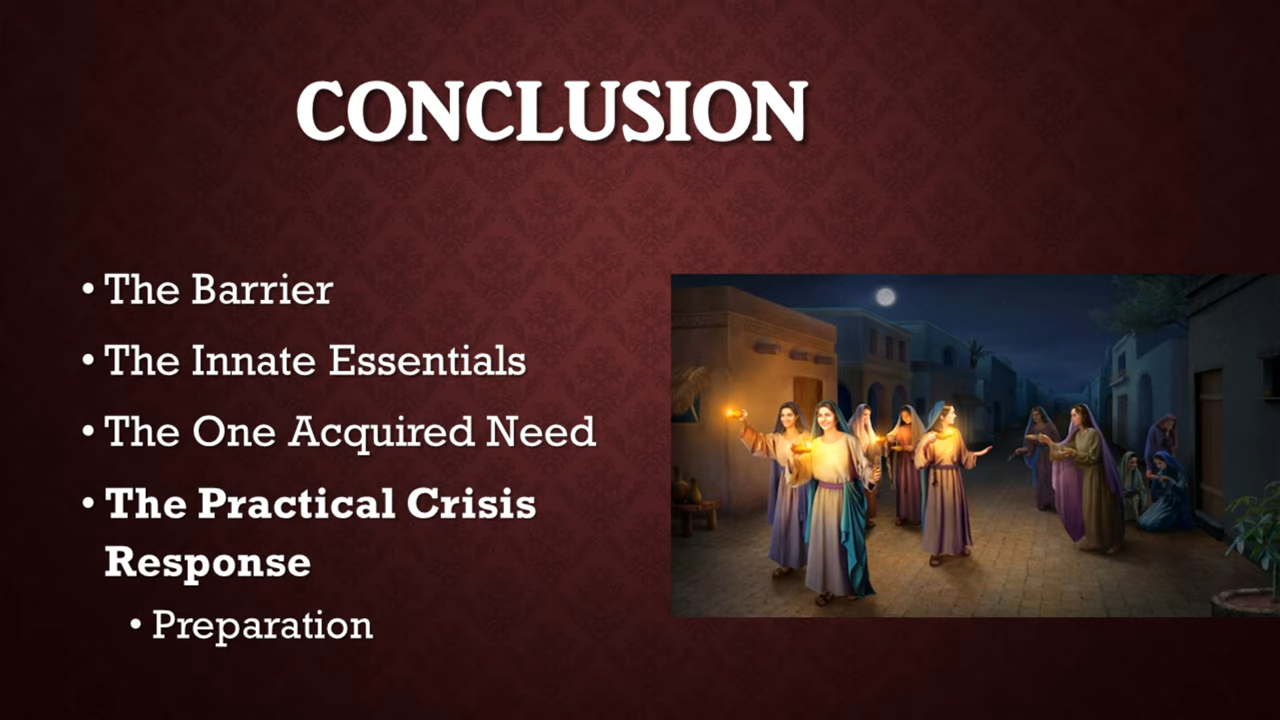 CONCLUSION
• The Barrier
• The Innate Essentials
• The One Acquired Need
• The Practical Crisis
Response
• Preparation